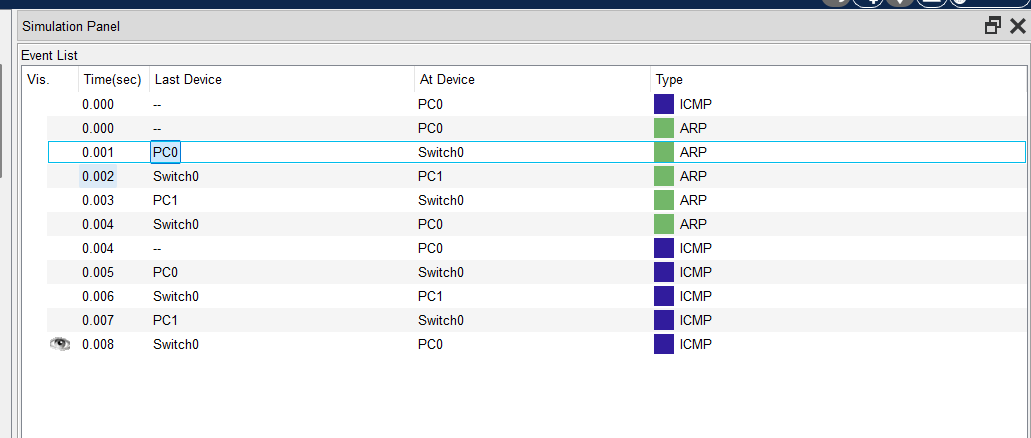 Simulation Panel
Event List
Vis. Time(sec) Last Device At Device Type
0.000 -- PC0 ICMP
0.000 -- PC0 ARP
0.001 PC0 Switch0 ARP
0.002 Switch0 PC1 ARP
0.003 PC1 Switch0 ARP
0.004 Switch0 PC0 ARP
0.004 -- PC0 ICMP
0.005 PC0 Switch0 ICMP
0.006 Switch0 PC1 ICMP
0.007 PC1 Switch0 ICMP
0.008 Switch0 PC0 ICMP